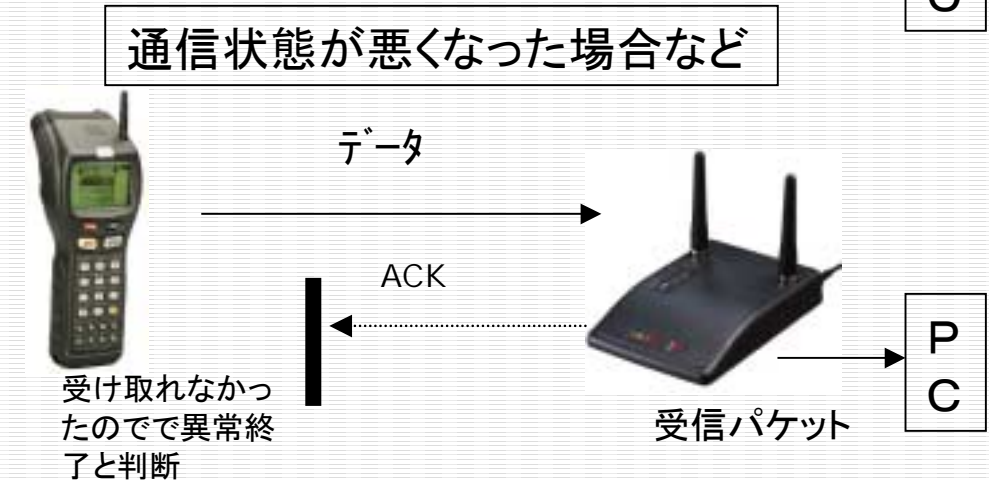 通信状態が悪くなった場合など
データ
ACK
P
C
受け取れなかっ
たのでで異常終
了と判断
受信パケット